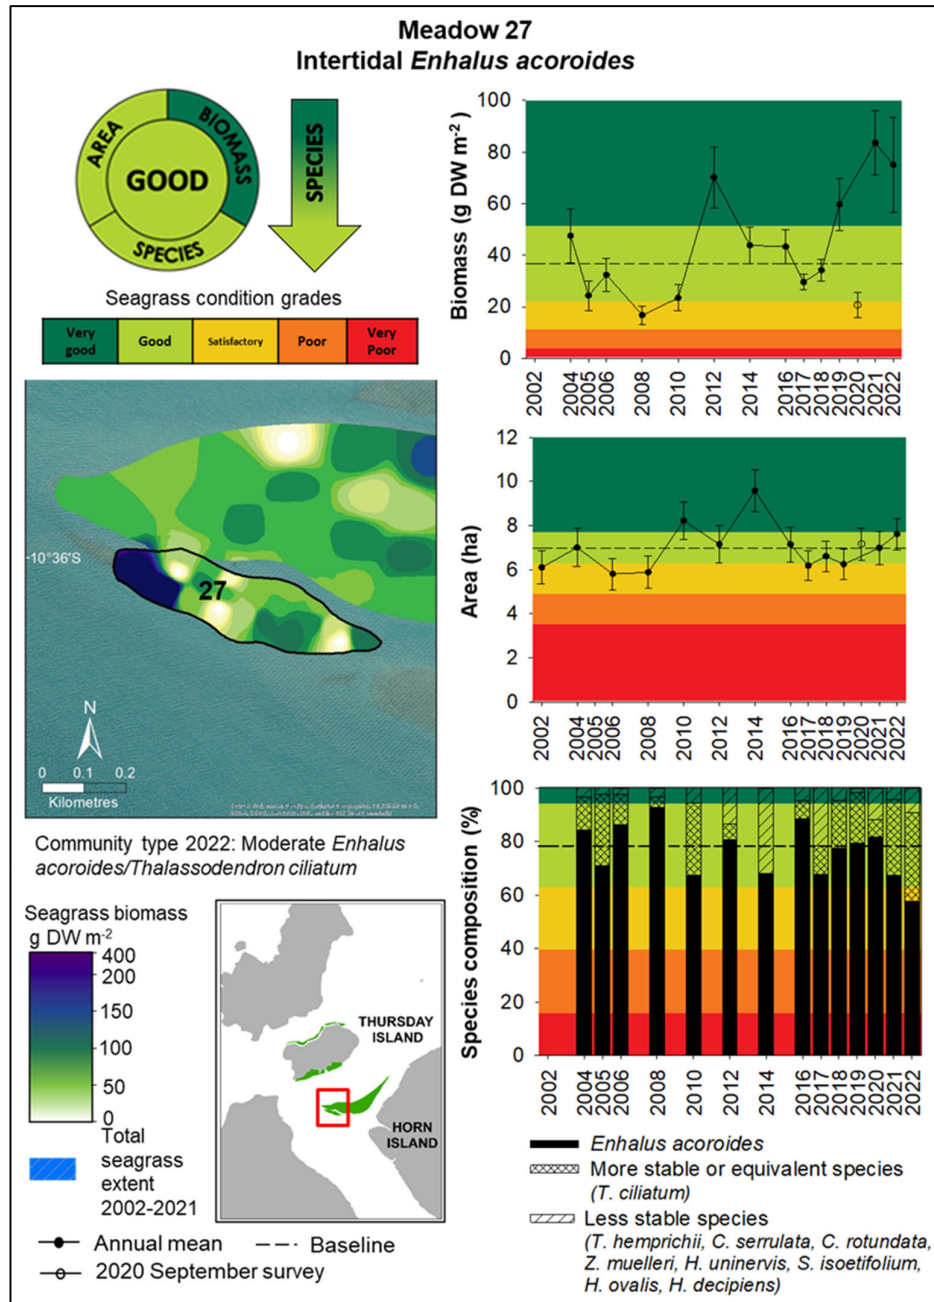 Meadow 27
Intertidal Enhalus acoroides
AREA
BIOMASS
GOOD
SPECIES
SPECIES
Seagrass condition grades
Very good
Good
Satisfactory
Poor
Very Poor
Biomass (g DW m-2)
100
80
60
40
20
0
2002
2004
2005
2006
2008
2010
2012
2014
2016
2017
2018
2019
2020
2021
2022
10°36'S
27
N
0 0.1 0.2
Kilometres
Area (ha)
12
10
8
6
4
2
0
2002
2004
2005
2006
2008
2010
2012
2014
2016
2017
2018
2019
2020
2021
2022
Community type 2022: Moderate Enhalus
acoroides/Thalassodendron ciliatum
Seagrass biomass
g DW m-2
400
200
150
100
50
0
Total
seagrass
extent
2002-2021
THURSDAY
ISLAND
HORN
ISLAND
Annual mean
Baseline
2020 September survey
Species composition (%)
100
80
60
40
20
0
2002
2004
2005
2006
2008
2010
2012
2014
2016
2017
2018
2019
2020
2021
2022
Enhalus acoroides
More stable or equivalent species
(T. ciliatum)
Less stable species
(T. hemprichii, C. serrulata, C. rotundata,
Z. muelleri, H. uninervis, S. isoetifolium,
H. ovalis, H. decipiens)